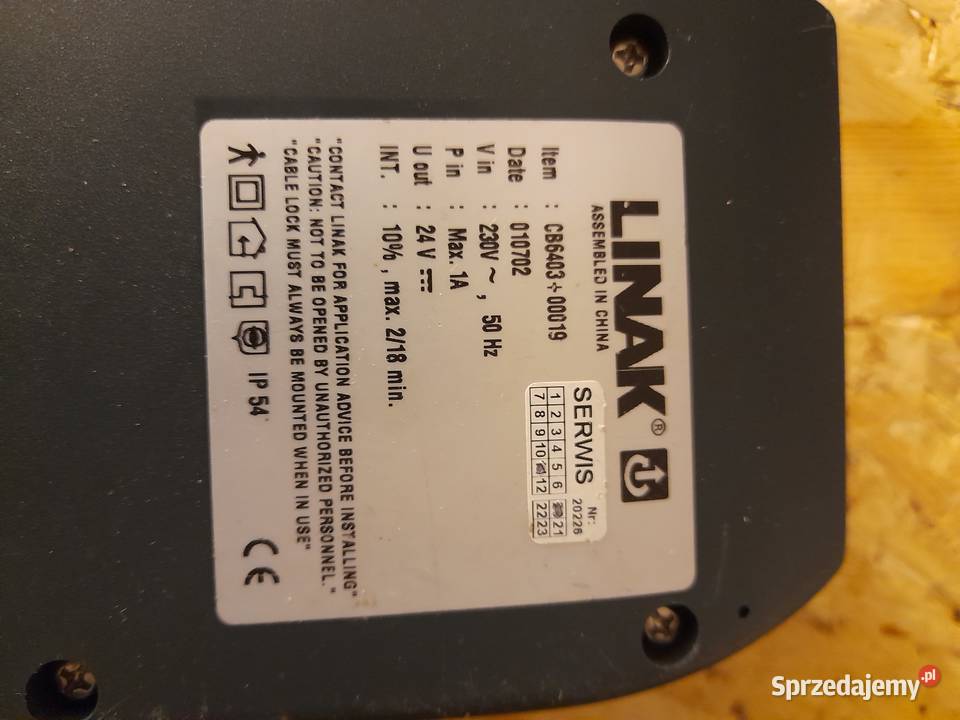 LINAK®
ASSEMBLED IN CHINA
Item : CB6403+00019
Date : 010702
V in : 230V ~ , 50 Hz
P in : Max. 1A
U out : 24 V
INT. : 10% , max. 2/18 min.
"CONTACT LINAK FOR APPLICATION ADVICE BEFORE INSTALLING"
"CAUTION: NOT TO BE OPENED BY UNAUTHORIZED PERSONNEL."
"CABLE LOCK MUST ALWAYS BE MOUNTED WHEN IN USE"
IP 54
CE
SERWIS Nr: 20226
1 2 3 4 5 6 21
7 8 9 10 12 22 23
Sprzedajemy.pl